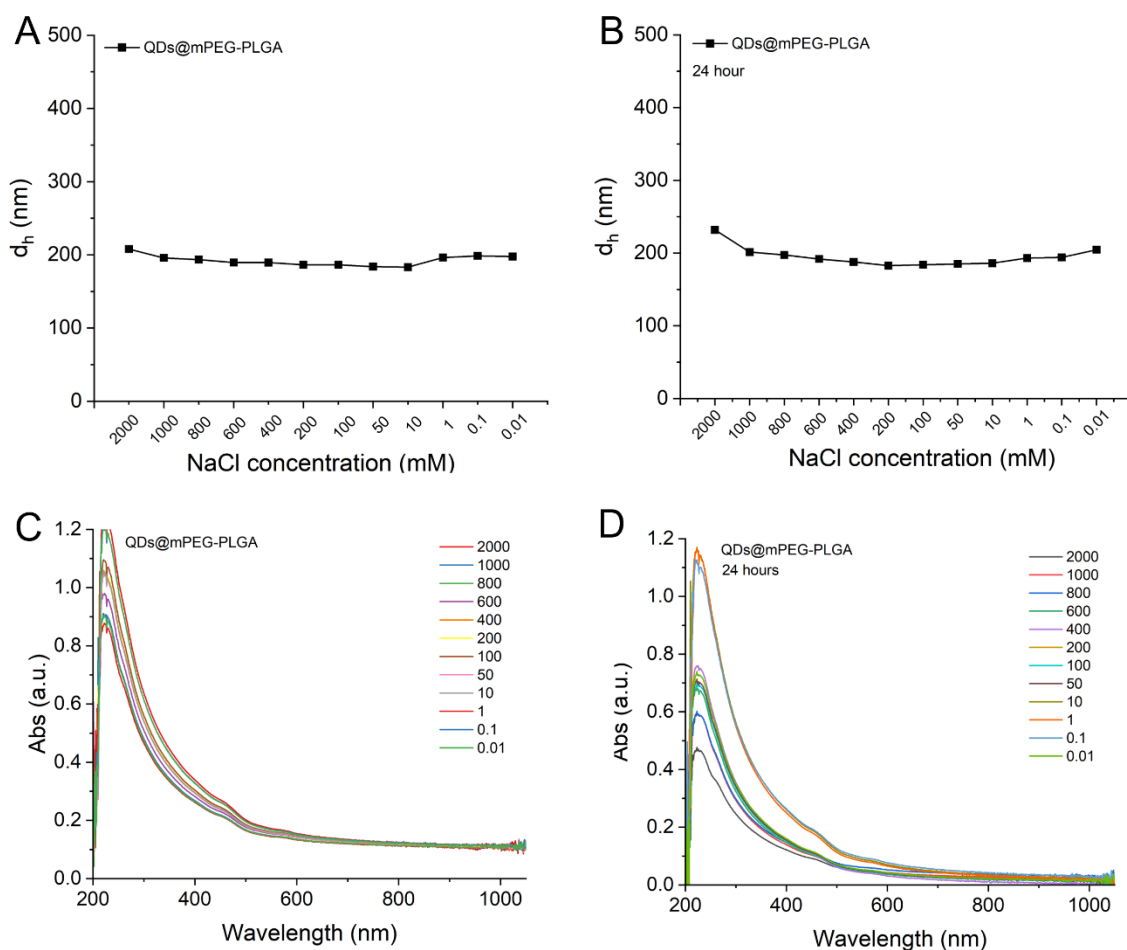 A
QDs@mPEG-PLGA
500
400
300
200
100
0
d_h (nm)
2000 1000 800 600 400 200 100 50 10 1 0.1 0.01
NaCl concentration (mM)
B
QDs@mPEG-PLGA
24 hour
500
400
300
200
100
0
d_h (nm)
2000 1000 800 600 400 200 100 50 10 1 0.1 0.01
NaCl concentration (mM)
C
QDs@mPEG-PLGA
1.2
1.0
0.8
0.6
0.4
0.2
0.0
Abs (a.u.)
2000
1000
800
600
400
200
100
50
10
1
0.1
0.01
200 400 600 800 1000
Wavelength (nm)
D
QDs@mPEG-PLGA
24 hours
1.2
1.0
0.8
0.6
0.4
0.2
0.0
Abs (a.u.)
2000
1000
800
600
400
200
100
50
10
1
0.1
0.01
200 400 600 800 1000
Wavelength (nm)